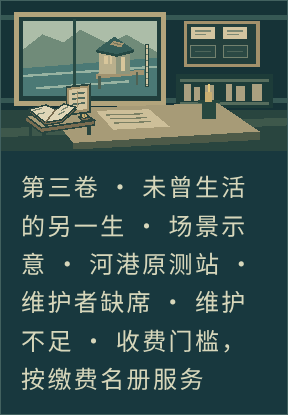 第三卷 · 未曾生活
的另一生 · 场景示
意 · 河港原测站 ·
维护者缺席 · 维护
不足 · 收费门槛，
按缴费名册服务